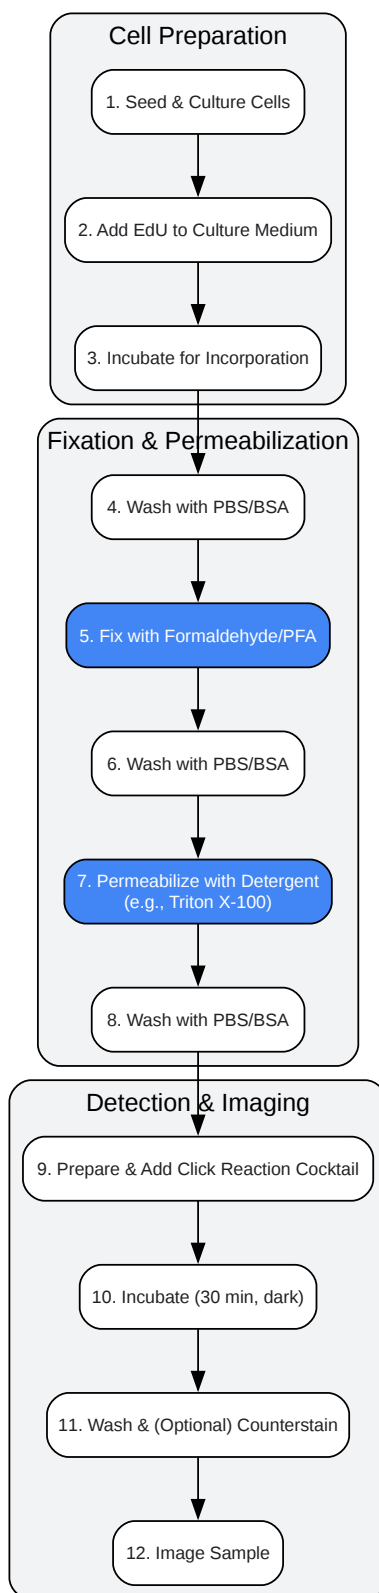 Cell Preparation
1. Seed & Culture Cells
2. Add EdU to Culture Medium
3. Incubate for Incorporation
Fixation & Permeabilization
4. Wash with PBS/BSA
5. Fix with Formaldehyde/PFA
6. Wash with PBS/BSA
7. Permeabilize with Detergent
(e.g., Triton X-100)
8. Wash with PBS/BSA
Detection & Imaging
9. Prepare & Add Click Reaction Cocktail
10. Incubate (30 min, dark)
11. Wash & (Optional) Counterstain
12. Image Sample